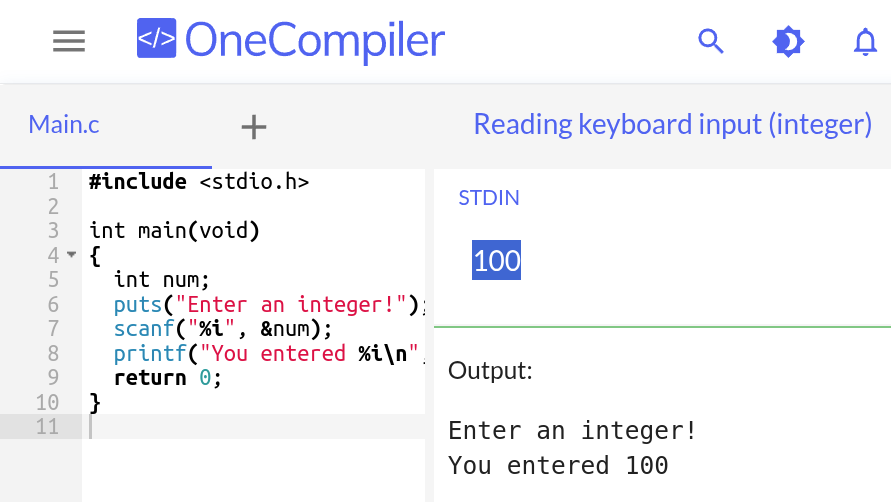 </> OneCompiler
Main.c
Reading keyboard input (integer)
1 #include <stdio.h>
2
3 int main(void)
4 {
5 int num;
6 puts("Enter an integer!");
7 scanf("%i", &num);
8 printf("You entered %i\n",
9 return 0;
10 }
11
STDIN
100
Output:
Enter an integer!
You entered 100